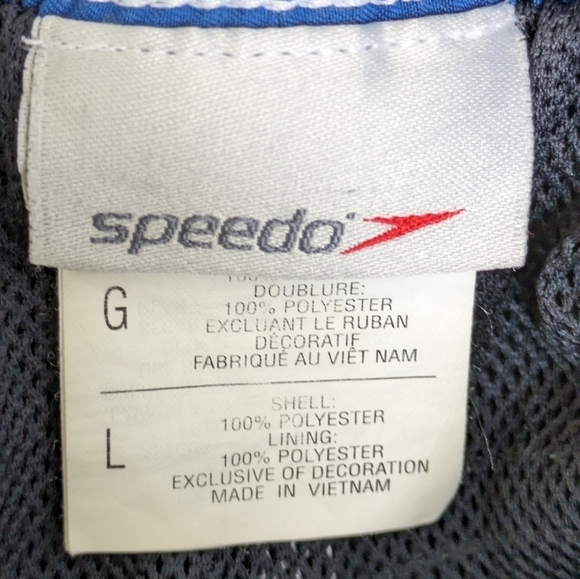 speedo
G
DOUBLURE:
100% POLYESTER
EXCLUANT LE RUBAN
DÉCORATIF
FABRIQUÉ AU VIÊT NAM
L
SHELL:
100% POLYESTER
LINING:
100% POLYESTER
EXCLUSIVE OF DECORATION
MADE IN VIETNAM